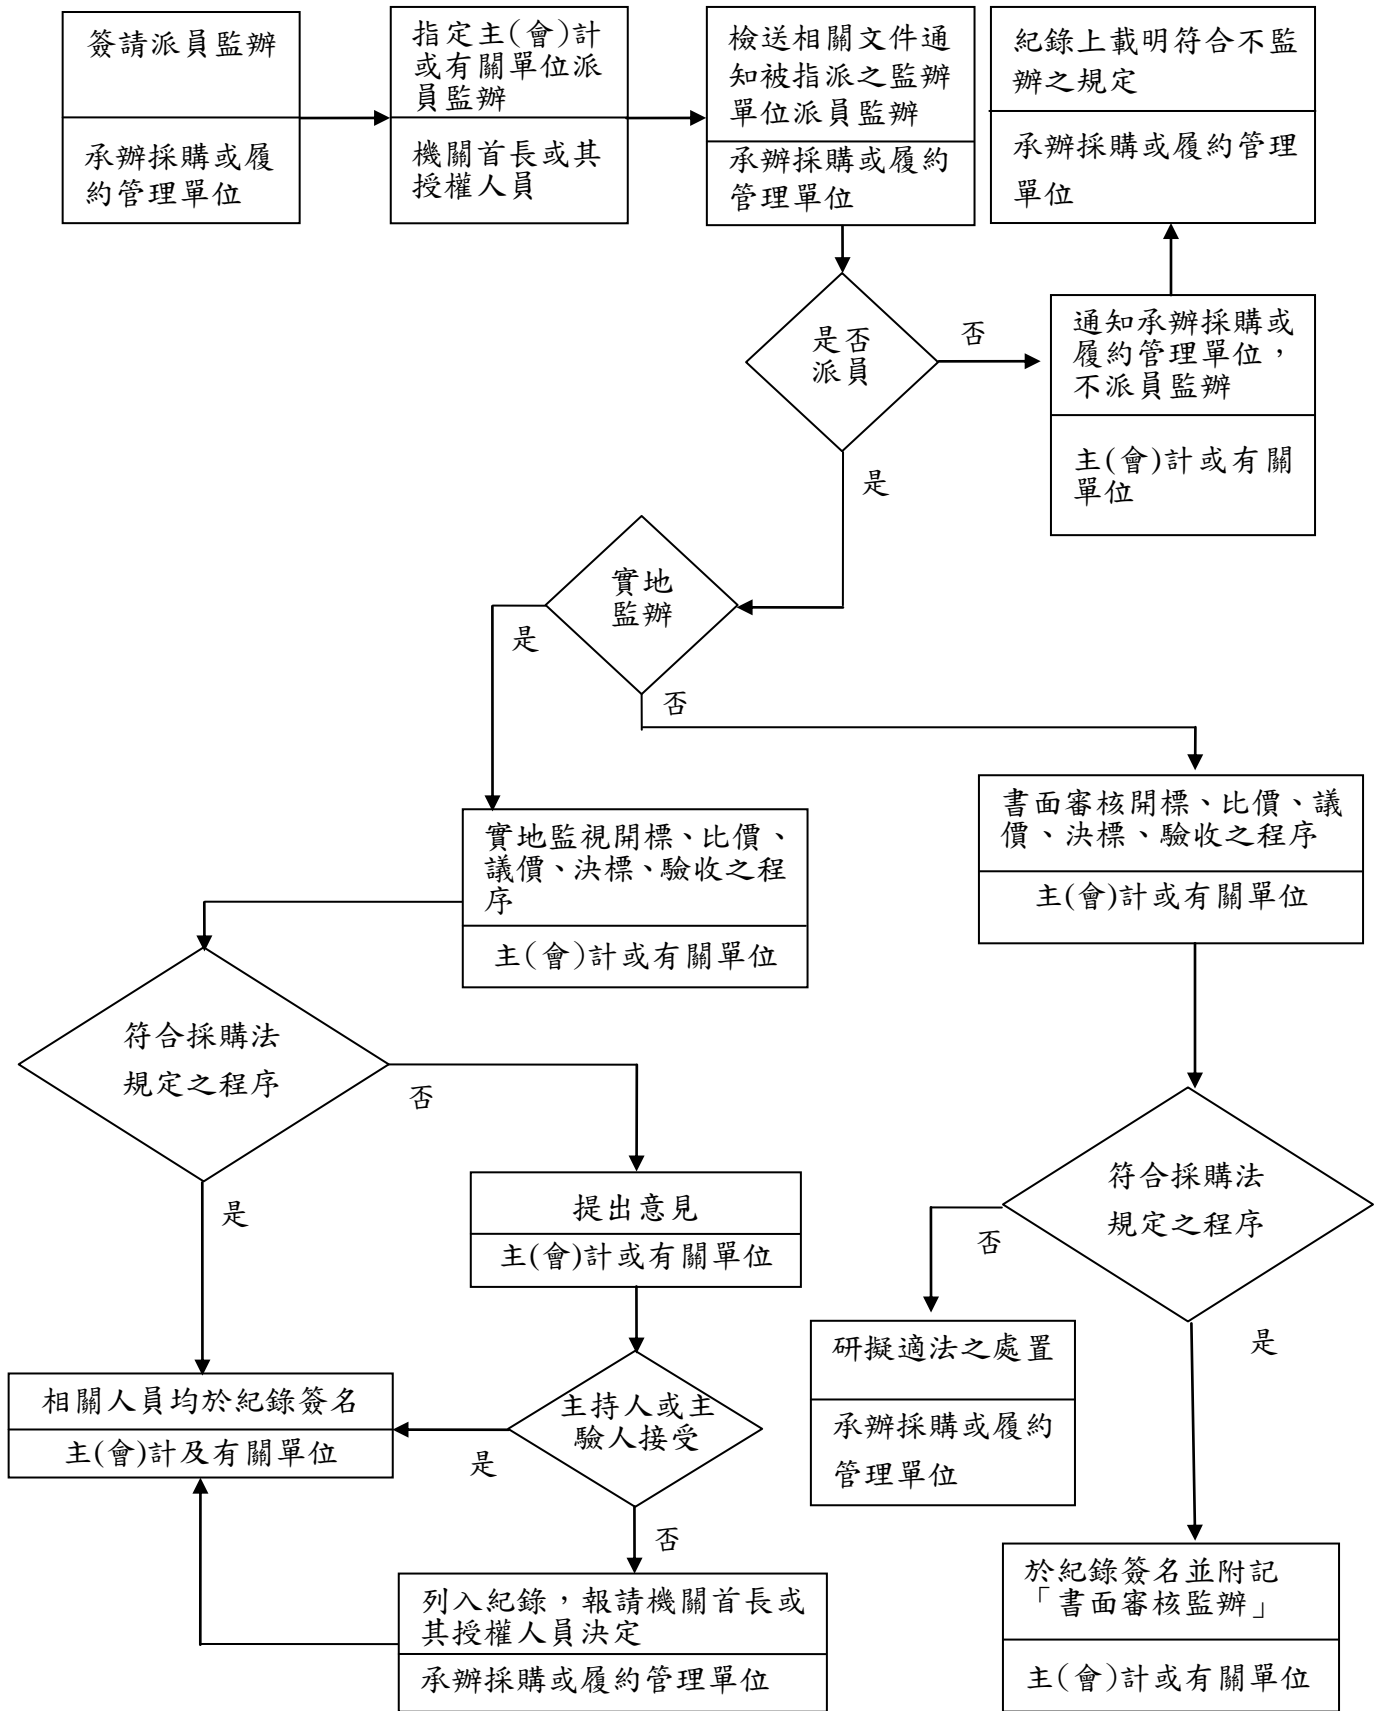 簽請派員監辦
承辦採購或履
約管理單位
指定主(會)計
或有關單位派
員監辦
機關首長或其
授權人員
檢送相關文件通
知被指派之監辦
單位派員監辦
承辦採購或履約
管理單位
紀錄上載明符合不監
辦之規定
承辦採購或履約管理
單位
是否
派員
否
是
通知承辦採購或
履約管理單位，
不派員監辦
主(會)計或有關
單位
實地
監辦
是
否
實地監視開標、比價、
議價、決標、驗收之程
序
主(會)計或有關單位
書面審核開標、比價、議
價、決標、驗收之程序
主(會)計或有關單位
符合採購法
規定之程序
否
是
提出意見
主(會)計或有關單位
符合採購法
規定之程序
否
是
研擬適法之處置
承辦採購或履約
管理單位
相關人員均於紀錄簽名
主(會)計及有關單位
主持人或主
驗人接受
是
否
列入紀錄，報請機關首長或
其授權人員決定
承辦採購或履約管理單位
於紀錄簽名並附記
「書面審核監辦」
主(會)計或有關單位